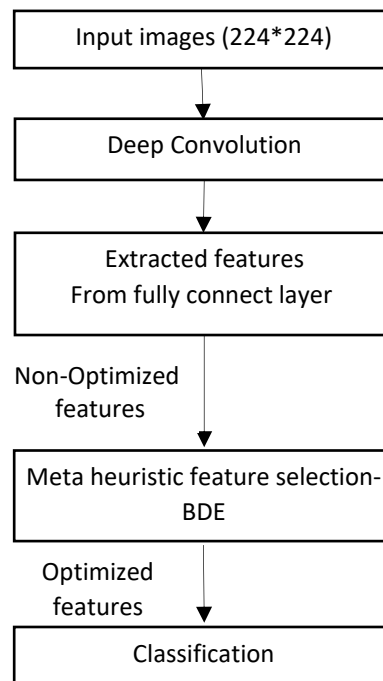 Input images (224*224)
Deep Convolution
Extracted features
From fully connect layer
Non-Optimized
features
Meta heuristic feature selection-
BDE
Optimized
features
Classification